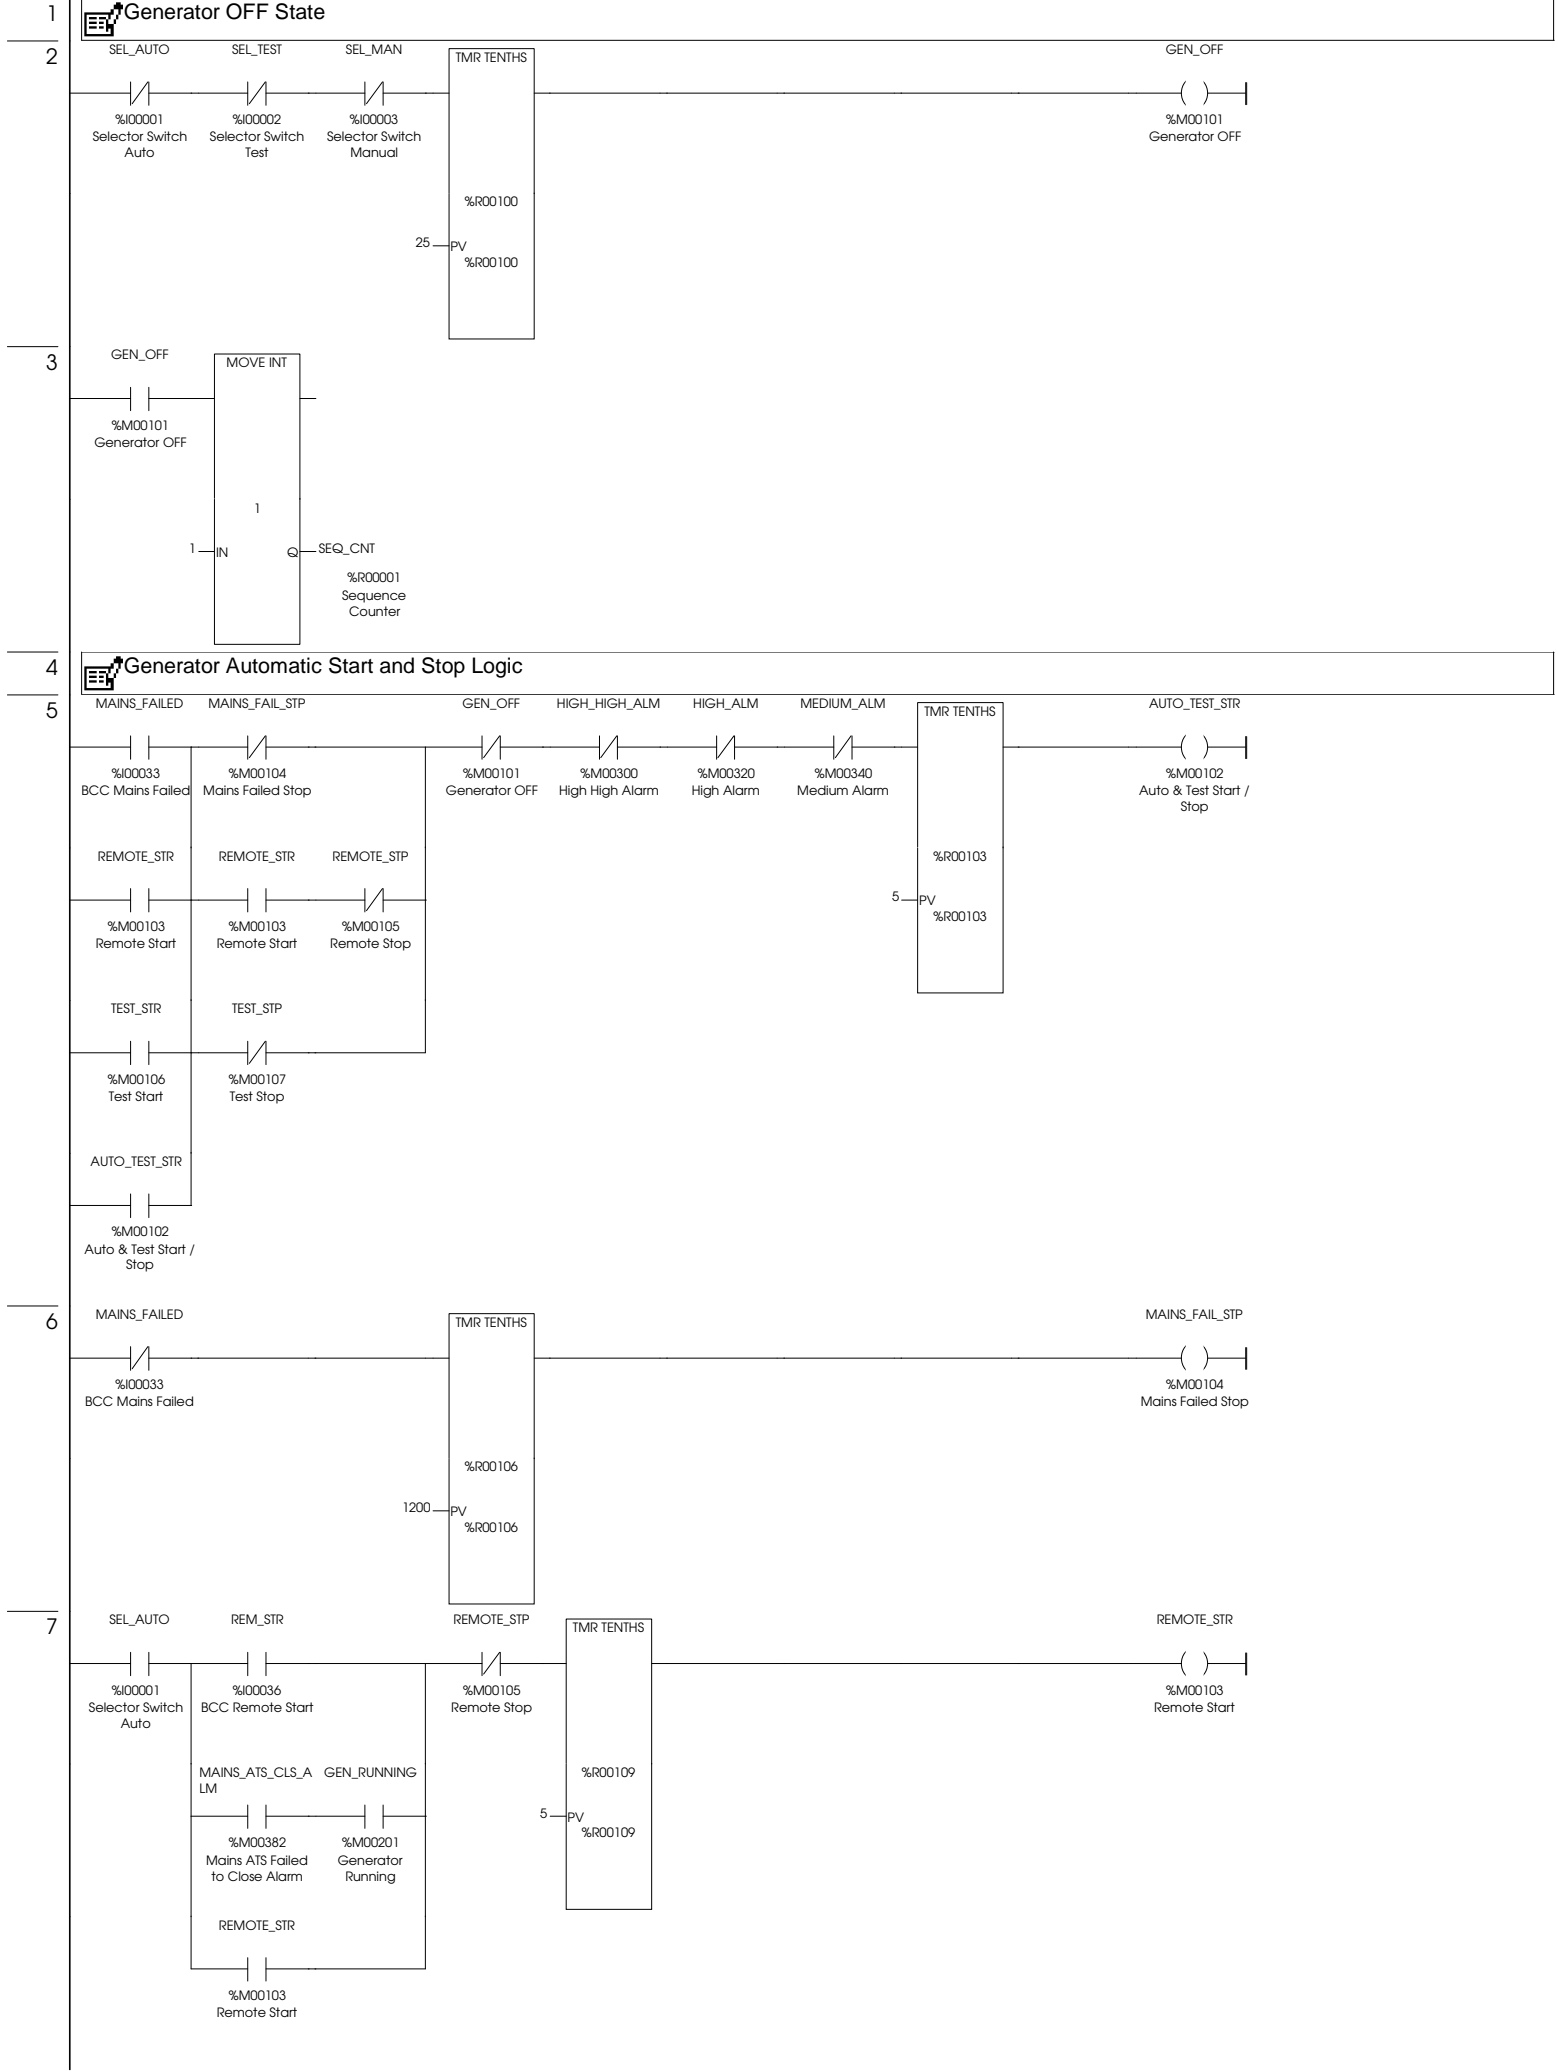 1
Generator OFF State
2
SEL_AUTO SEL_TEST SEL_MAN TMR TENTHS GEN_OFF
%I00001 %I00002 %I00003 %M00101
Selector Switch Selector Switch Selector Switch Generator OFF
Auto Test Manual
%R00100
25 PV
%R00100
3
GEN_OFF MOVE INT
%M00101
Generator OFF
1
1 IN Q SEQ_CNT
%R00001
Sequence
Counter
4
Generator Automatic Start and Stop Logic
5
MAINS_FAILED MAINS_FAIL_STP GEN_OFF HIGH_HIGH_ALM HIGH_ALM MEDIUM_ALM TMR TENTHS AUTO_TEST_STR
%I00033 %M00104 %M00101 %M00300 %M00320 %M00340 %M00102
BCC Mains Failed Mains Failed Stop Generator OFF High High Alarm High Alarm Medium Alarm Auto & Test Start /
Stop
REMOTE_STR REMOTE_STR REMOTE_STP %R00103
5 PV
%M00103 %M00103 %M00105 %R00103
Remote Start Remote Start Remote Stop
TEST_STR TEST_STP
%M00106 %M00107
Test Start Test Stop
AUTO_TEST_STR
%M00102
Auto & Test Start /
Stop
6
MAINS_FAILED TMR TENTHS MAINS_FAIL_STP
%I00033 %M00104
BCC Mains Failed Mains Failed Stop
%R00106
1200 PV
%R00106
7
SEL_AUTO REM_STR REMOTE_STP TMR TENTHS REMOTE_STR
%I00001 %I00036 %M00105 %M00103
Selector Switch BCC Remote Start Remote Stop Remote Start
Auto
MAINS_ATS_CLS_A GEN_RUNNING %R00109
LM
5 PV
%M00382 %M00201 %R00109
Mains ATS Failed Generator
to Close Alarm Running
REMOTE_STR
%M00103
Remote Start